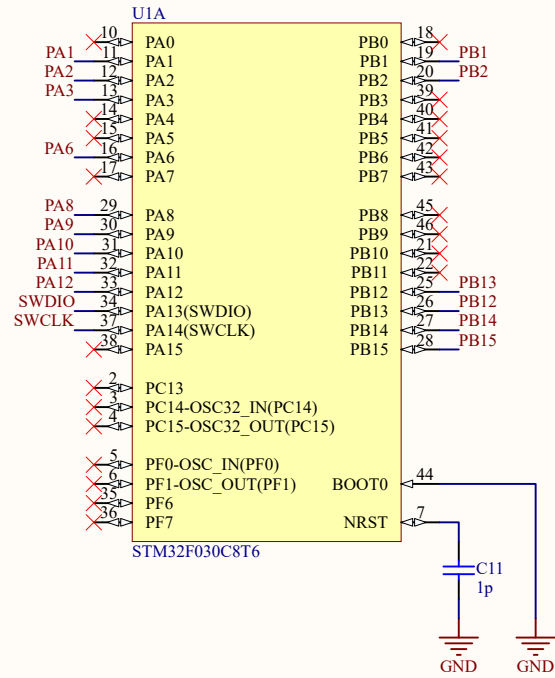 U1A
10 PA0 PB0 18
PA1 11 PA1 PB1 19 PB1
PA2 12 PA2 PB2 20 PB2
PA3 13 PA3 PB3 39
14 PA4 PB4 40
15 PA5 PB5 41
PA6 16 PA6 PB6 42
17 PA7 PB7 43
PA8 29 PA8 PB8 45
PA9 30 PA9 PB9 46
PA10 31 PA10 PB10 21
PA11 32 PA11 PB11 22
PA12 33 PA12 PB12 25 PB13
SWDIO 34 PA13(SWDIO) PB13 26 PB12
SWCLK 37 PA14(SWCLK) PB14 27 PB14
38 PA15 PB15 28 PB15
2 PC13
3 PC14-OSC32_IN(PC14)
4 PC15-OSC32_OUT(PC15)
5 PF0-OSC_IN(PF0)
6 PF1-OSC_OUT(PF1) BOOT0 44
35 PF6
36 PF7 NRST 7
STM32F030C8T6
C11
1p
GND GND